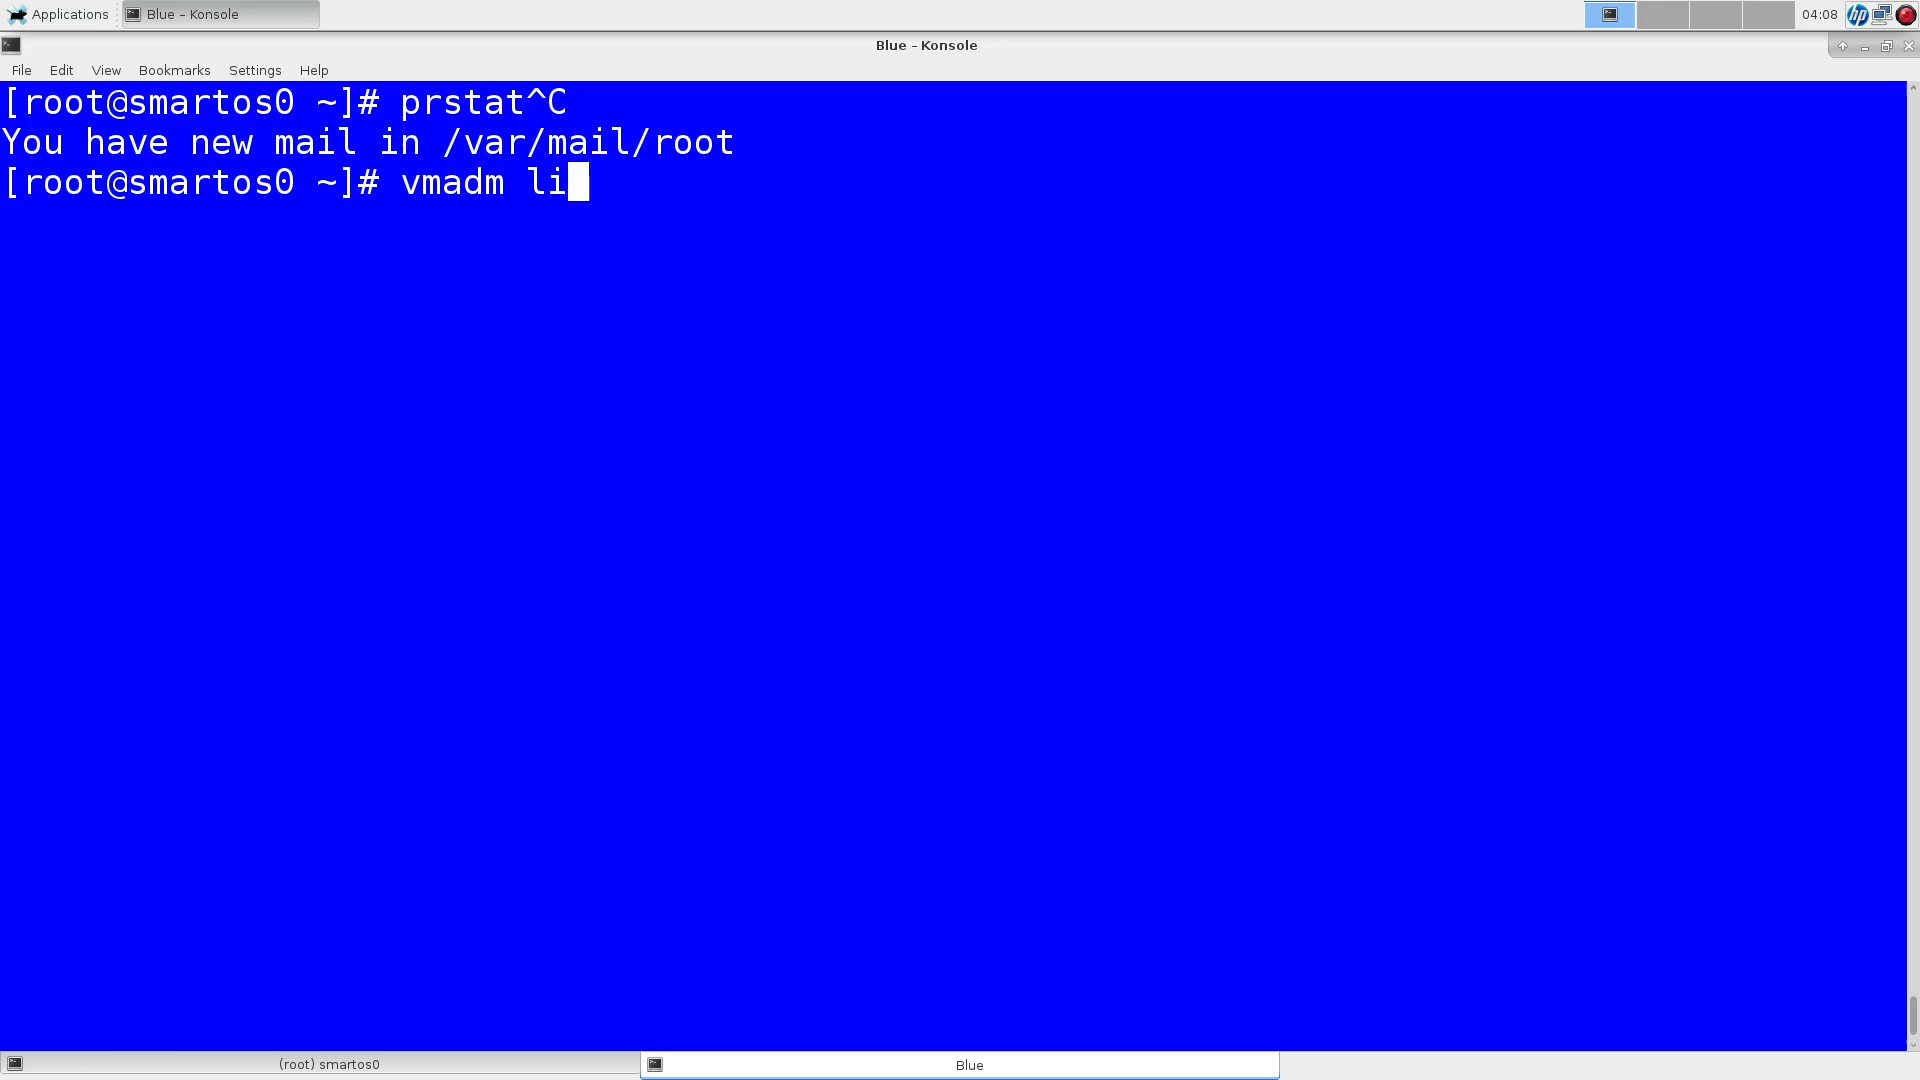 Applications
Blue – Konsole
04:08
hp
Blue – Konsole
File Edit View Bookmarks Settings Help
[root@smartos0 ~]# prstat^C
You have new mail in /var/mail/root
[root@smartos0 ~]# vmadm li
(root) smartos0
Blue